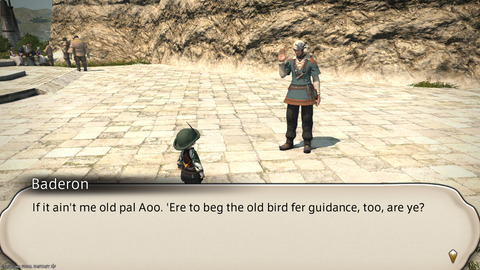 Baderon
If it ain't me old pal Aoo. 'Ere to beg the old bird fer guidance, too, are ye?